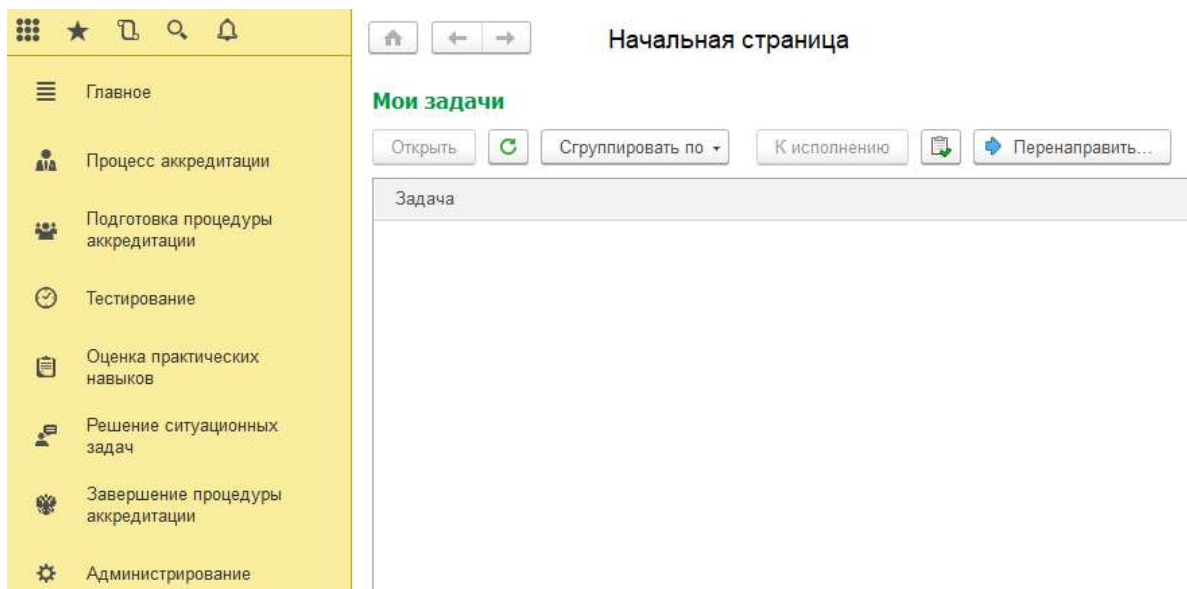 Начальная страница
Главное
Процесс аккредитации
Подготовка процедуры
аккредитации
Тестирование
Оценка практических
навыков
Решение ситуационных
задач
Завершение процедуры
аккредитации
Администрирование
Мои задачи
Открыть Сгруппировать по К исполнению Перенаправить...
Задача